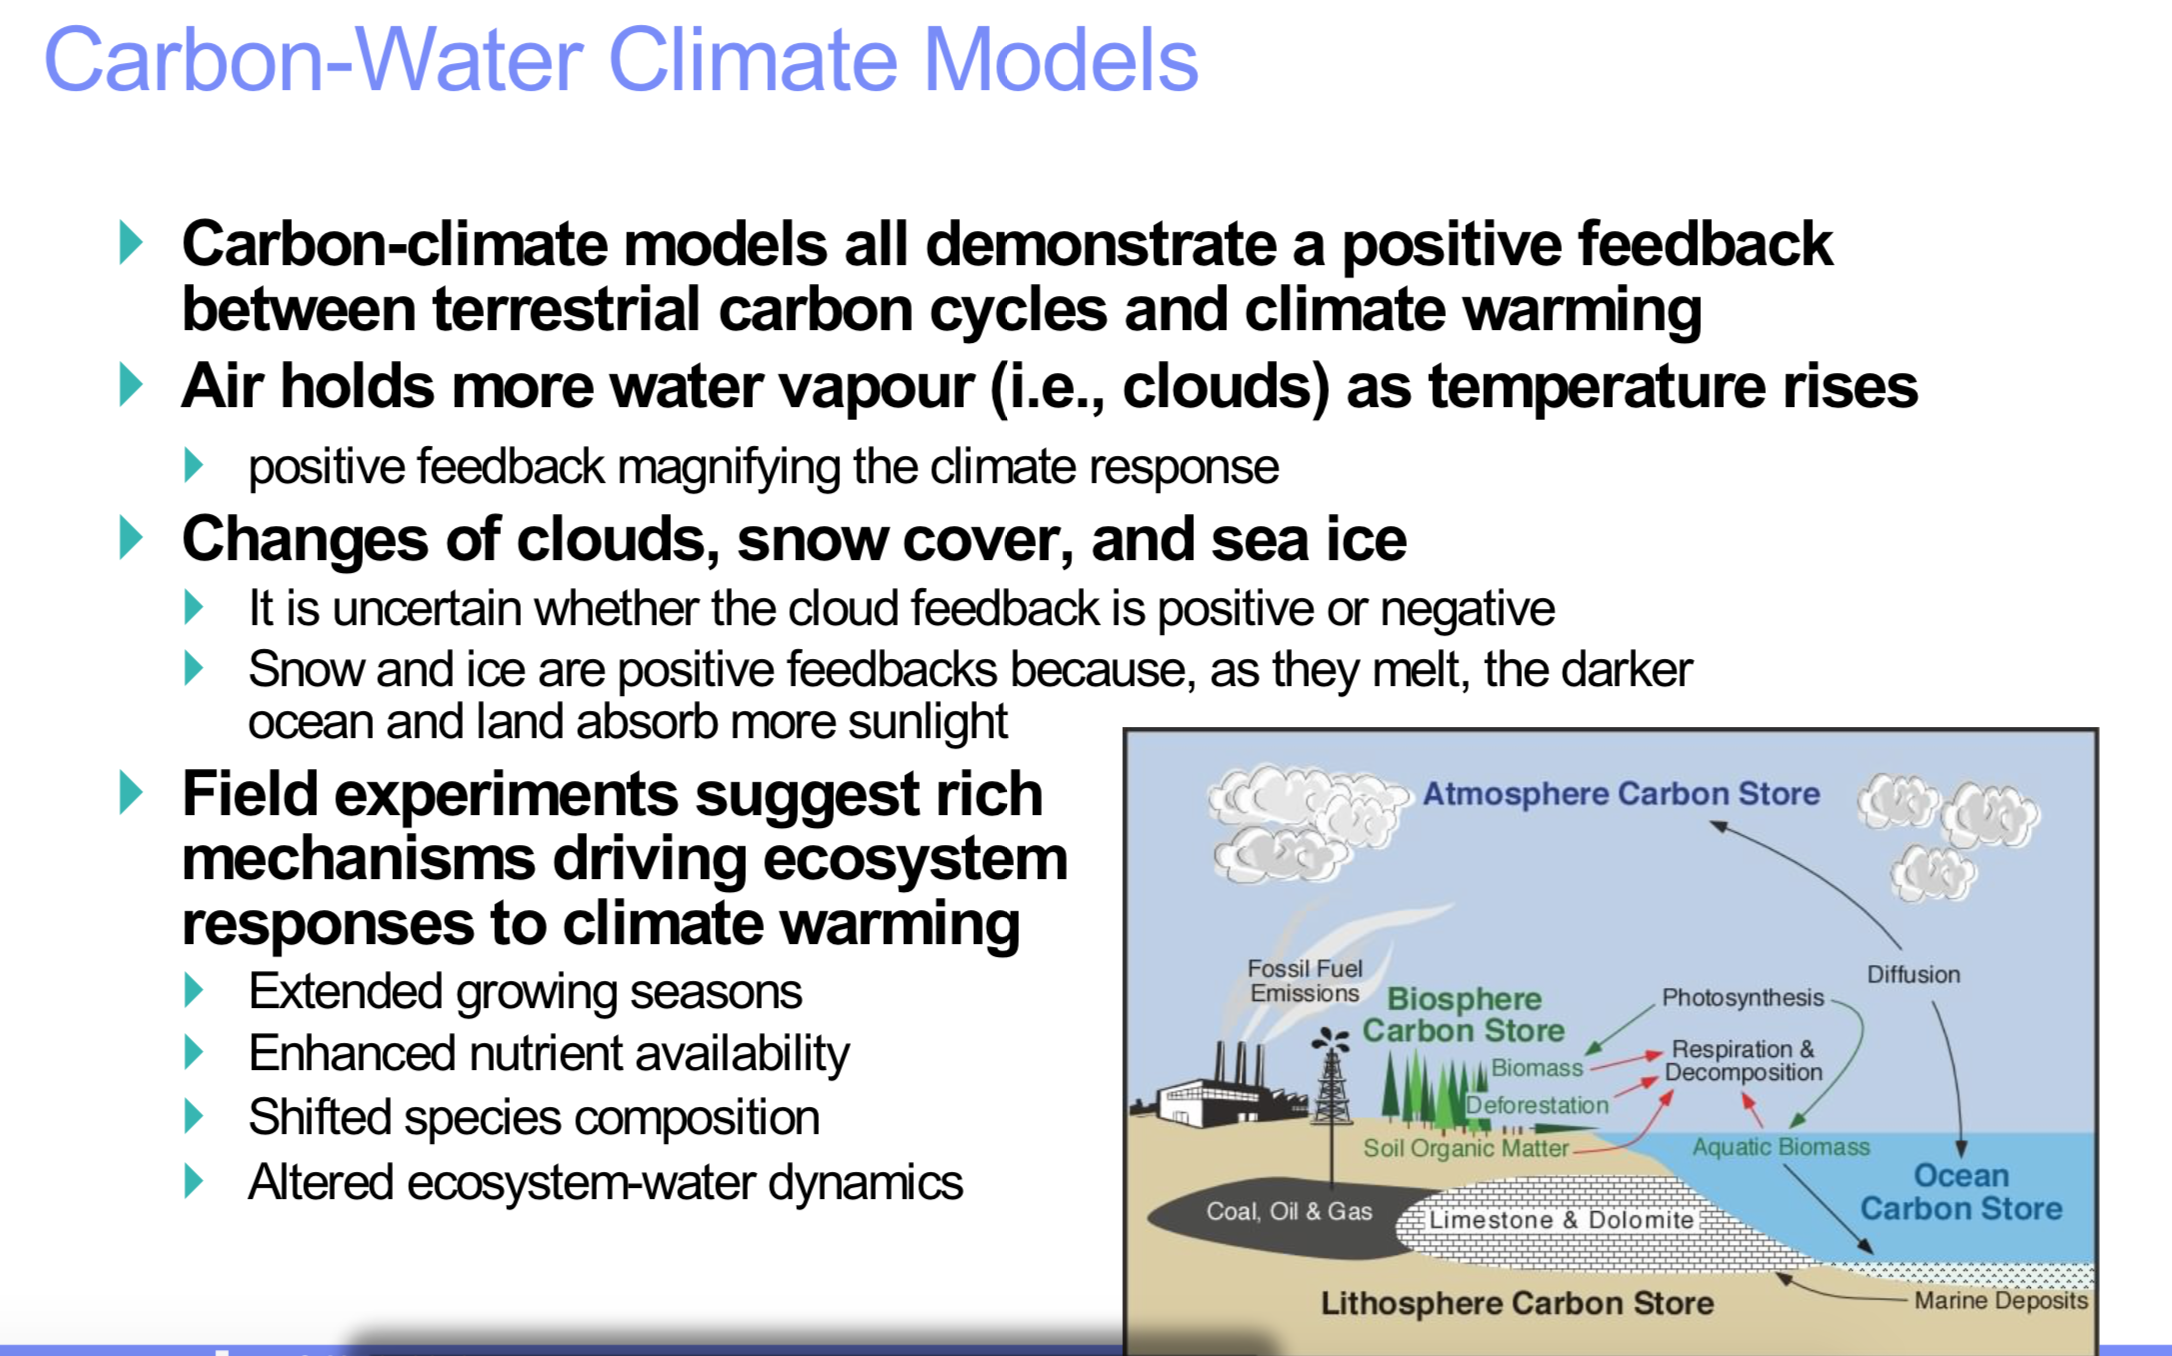 Carbon-Water Climate Models
Carbon-climate models all demonstrate a positive feedback
between terrestrial carbon cycles and climate warming
Air holds more water vapour (i.e., clouds) as temperature rises
positive feedback magnifying the climate response
Changes of clouds, snow cover, and sea ice
It is uncertain whether the cloud feedback is positive or negative
Snow and ice are positive feedbacks because, as they melt, the darker
ocean and land absorb more sunlight
Field experiments suggest rich
mechanisms driving ecosystem
responses to climate warming
Extended growing seasons
Enhanced nutrient availability
Shifted species composition
Altered ecosystem-water dynamics
Atmosphere Carbon Store
Fossil Fuel
Emissions
Biosphere
Carbon Store
Photosynthesis
Diffusion
Respiration &
Decomposition
Biomass
Deforestation
Soil Organic Matter
Aquatic Biomass
Ocean
Carbon Store
Coal, Oil & Gas
Limestone & Dolomite
Lithosphere Carbon Store
Marine Deposits